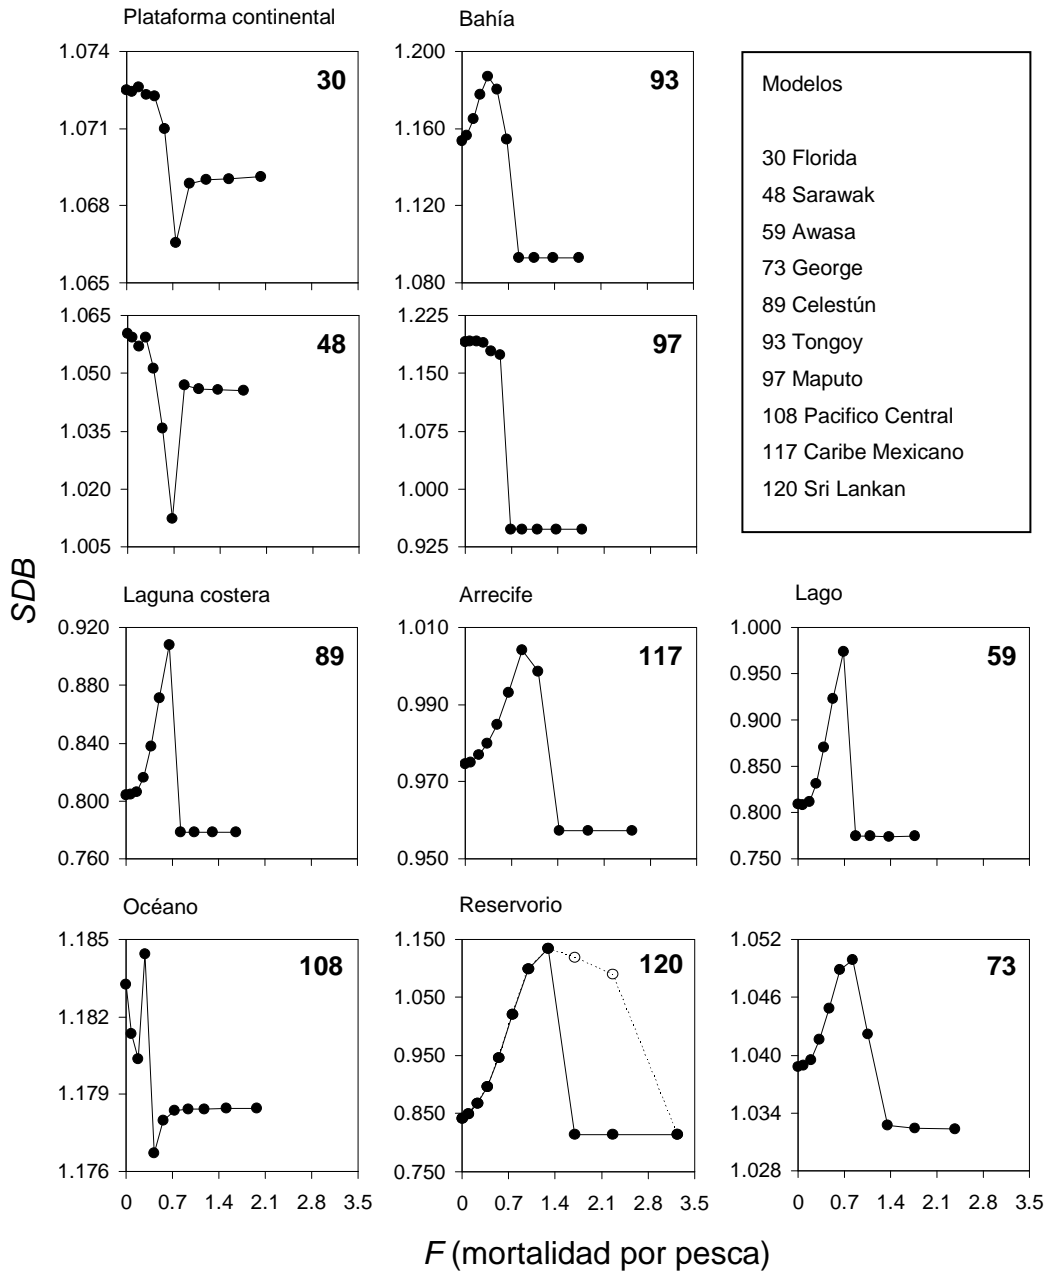 Plataforma continental
1.074
1.071
1.068
1.065
30
Bahía
1.200
1.160
1.120
1.080
93
Modelos
30 Florida
48 Sarawak
59 Awasa
73 George
89 Celestún
93 Tongoy
97 Maputo
108 Pacifico Central
117 Caribe Mexicano
120 Sri Lankan
1.065
1.050
1.035
1.020
1.005
48
1.225
1.150
1.075
1.000
0.925
97
SDB
Laguna costera
0.920
0.880
0.840
0.800
0.760
89
Arrecife
1.010
0.990
0.970
0.950
117
Lago
1.000
0.950
0.900
0.850
0.800
0.750
59
Océano
1.185
1.182
1.179
1.176
108
0 0.7 1.4 2.1 2.8 3.5
Reservorio
1.150
1.050
0.950
0.850
0.750
120
0 0.7 1.4 2.1 2.8 3.5
1.052
1.046
1.040
1.034
1.028
73
0 0.7 1.4 2.1 2.8 3.5
F (mortalidad por pesca)